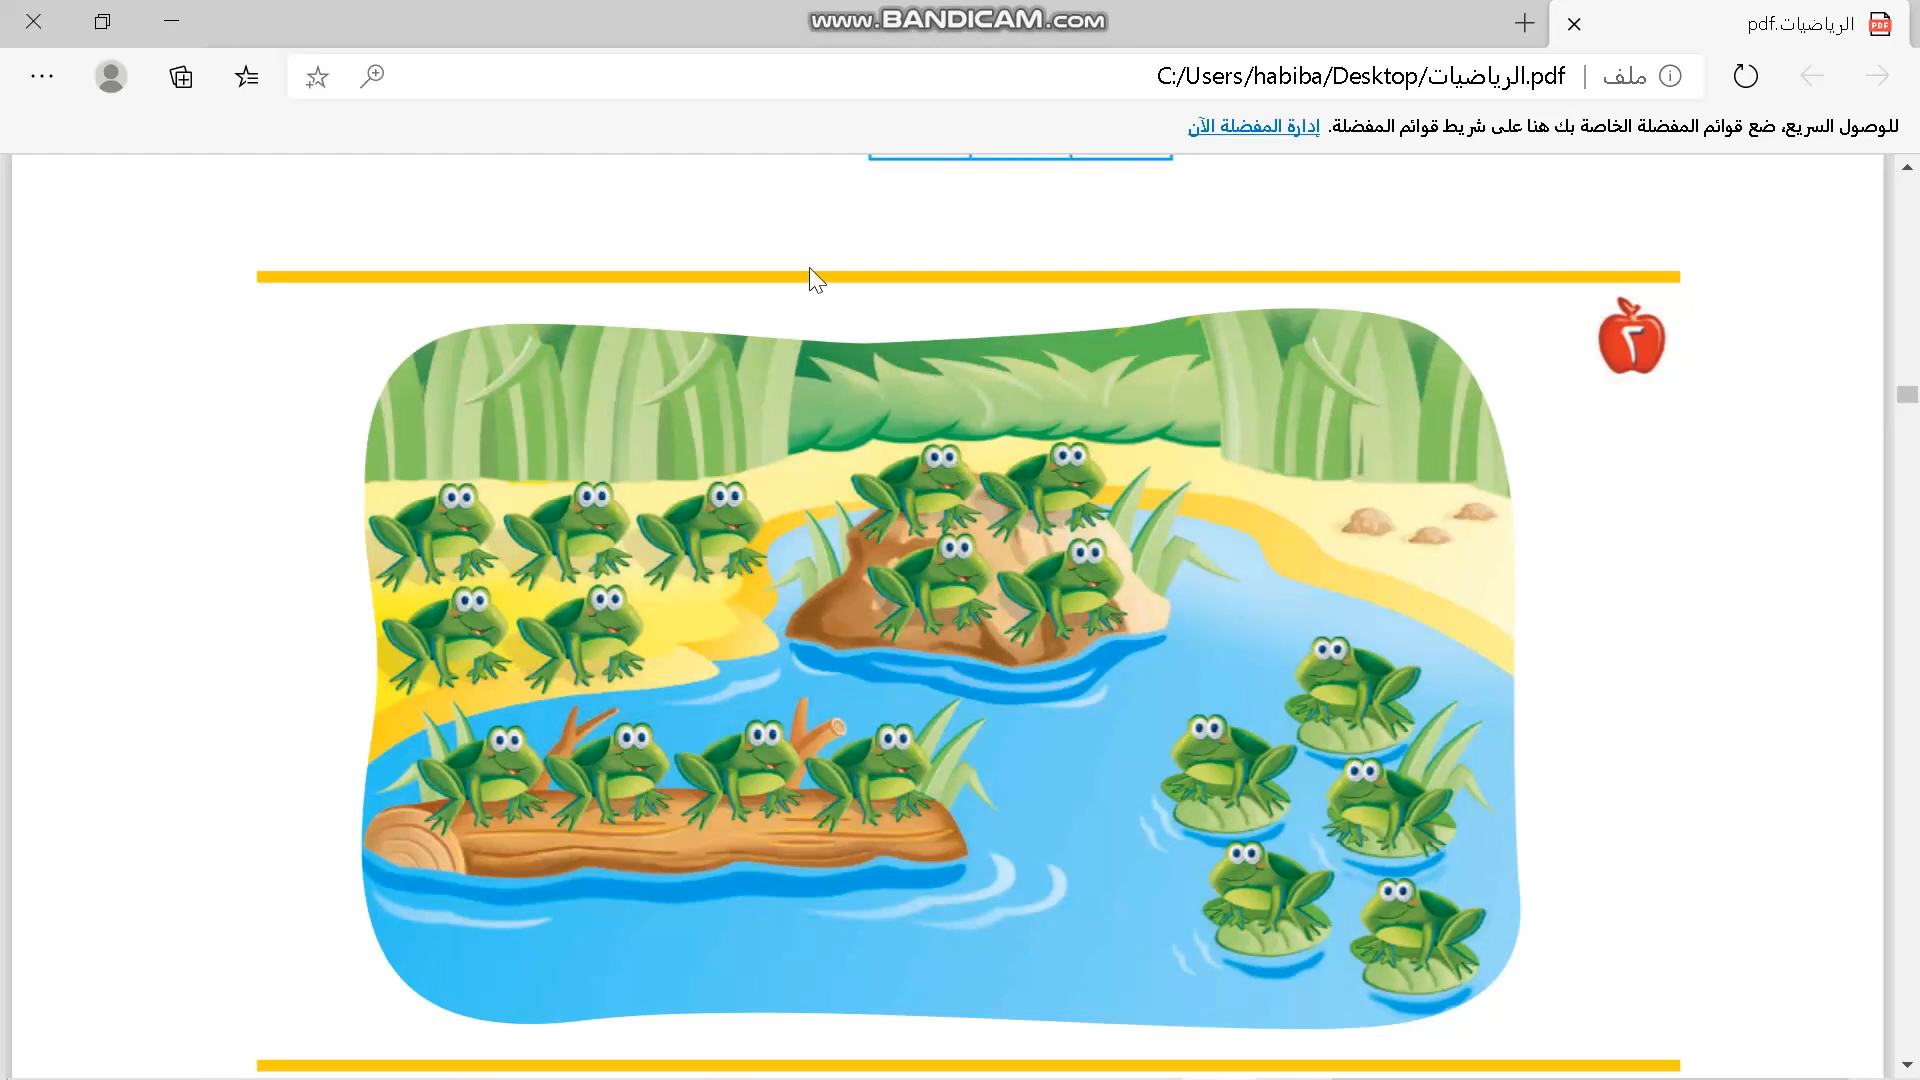 www.BANDICAM.com
الرياضيات.pdf
ملف | C:/Users/habiba/Desktop/الرياضيات.pdf
للوصول السريع، ضع قوائم المفضلة الخاصة بك هنا على شريط قوائم المفضلة. إدارة المفضلة الآن
٢